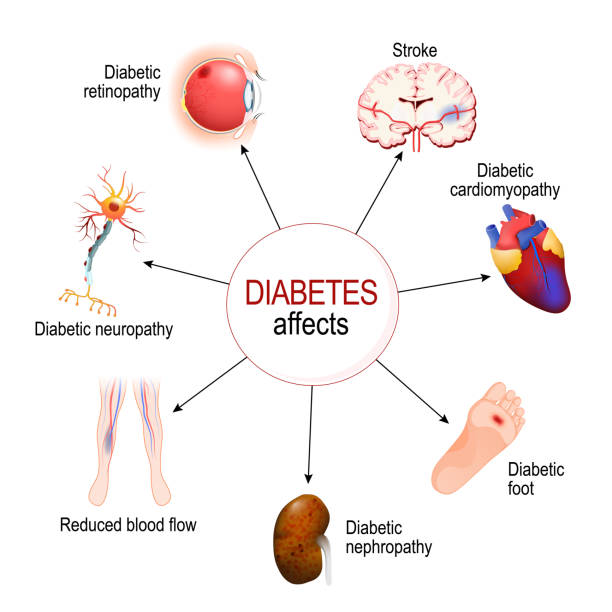 Stroke
Diabetic
retinopathy
Diabetic
cardiomyopathy
DIABETES
affects
Diabetic neuropathy
Diabetic
foot
Reduced blood flow
Diabetic
nephropathy